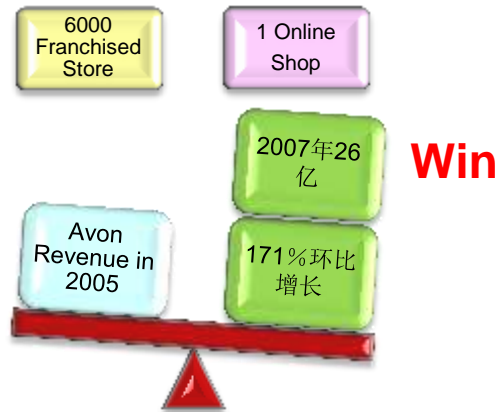 6000
Franchised
Store
1 Online
Shop
2007年26
亿
Win
Avon
Revenue in
2005
171%环比
增长